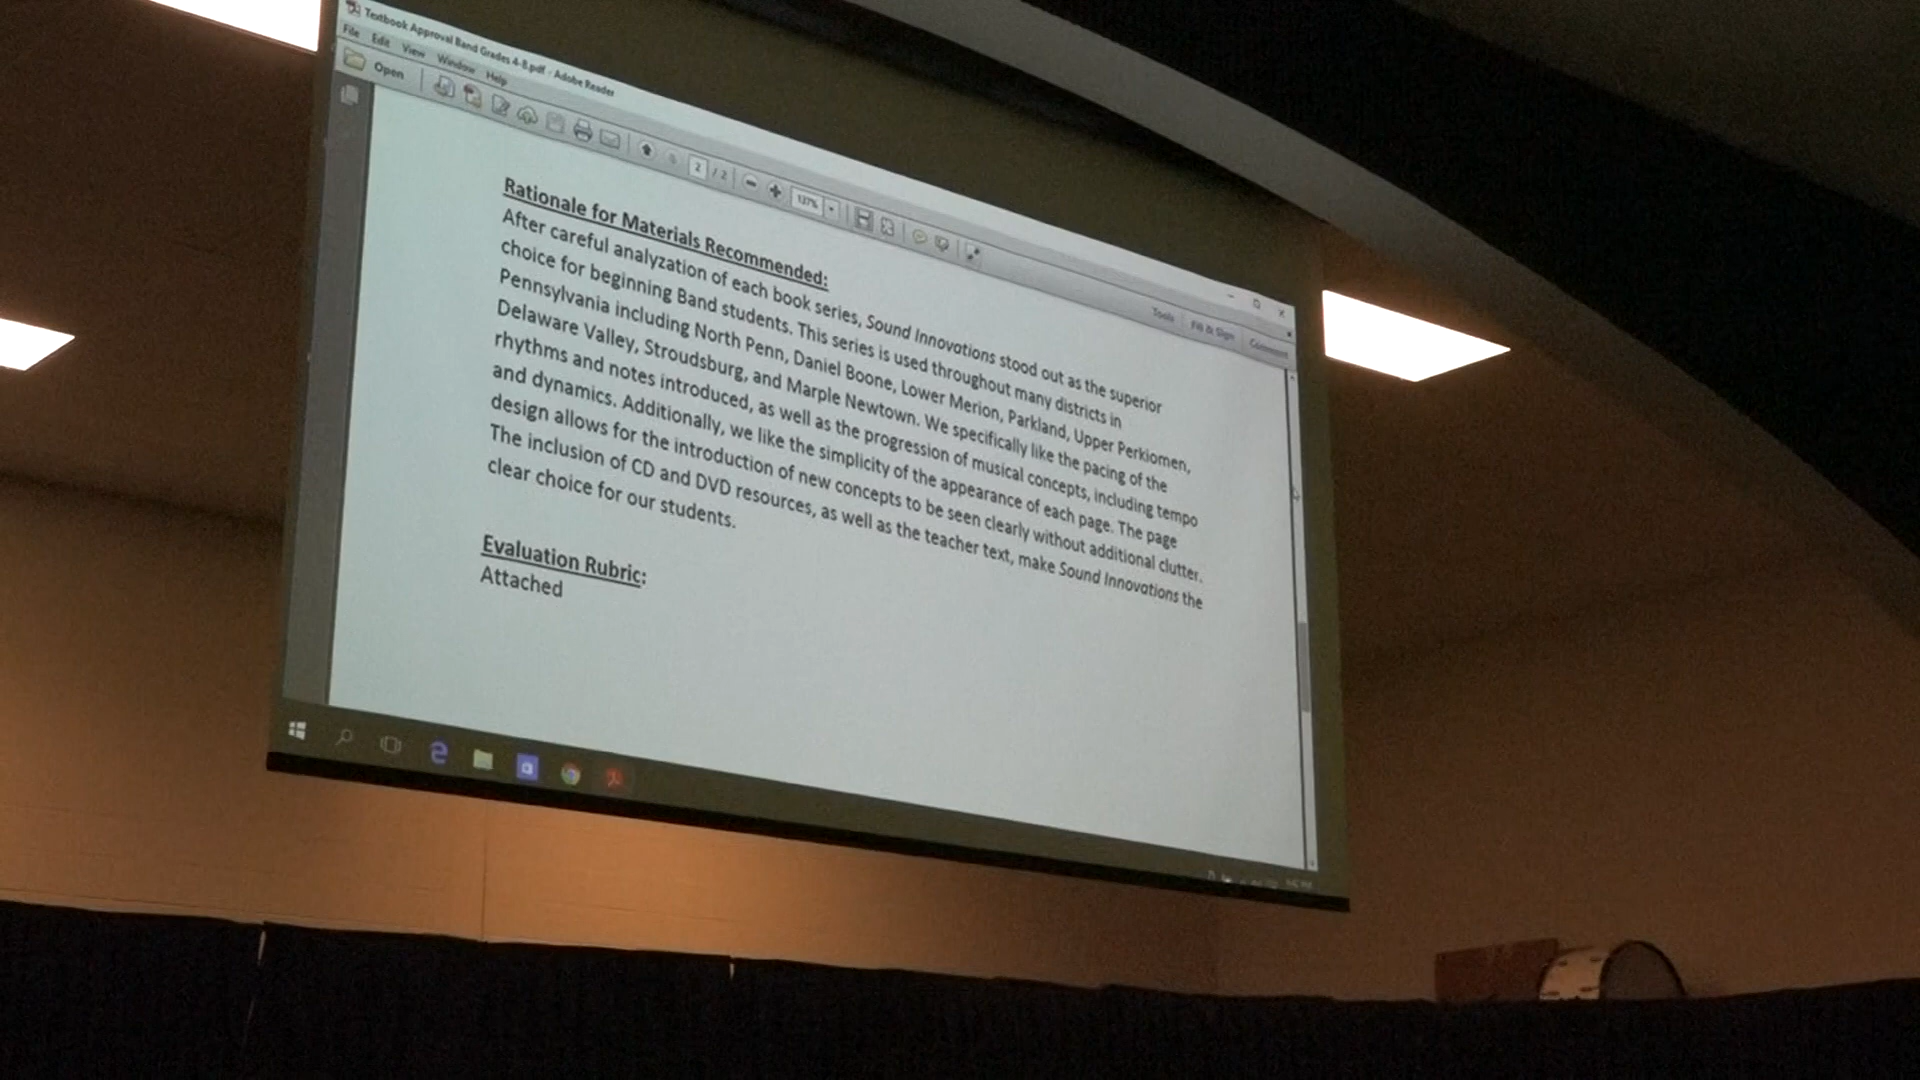 Textbook Approval Band Grades 4-8.pdf - Adobe Reader
File Edit View Window Help
Open
2 / 2
137%
Tools Fill & Sign Comment
Rationale for Materials Recommended:
After careful analyzation of each book series, Sound Innovations stood out as the superior
choice for beginning Band students. This series is used throughout many districts in
Pennsylvania including North Penn, Daniel Boone, Lower Merion, Parkland, Upper Perkiomen,
Delaware Valley, Stroudsburg, and Marple Newtown. We specifically like the pacing of the
rhythms and notes introduced, as well as the progression of musical concepts, including tempo
and dynamics. Additionally, we like the simplicity of the appearance of each page. The page
design allows for the introduction of new concepts to be seen clearly without additional clutter.
The inclusion of CD and DVD resources, as well as the teacher text, make Sound Innovations the
clear choice for our students.
Evaluation Rubric:
Attached